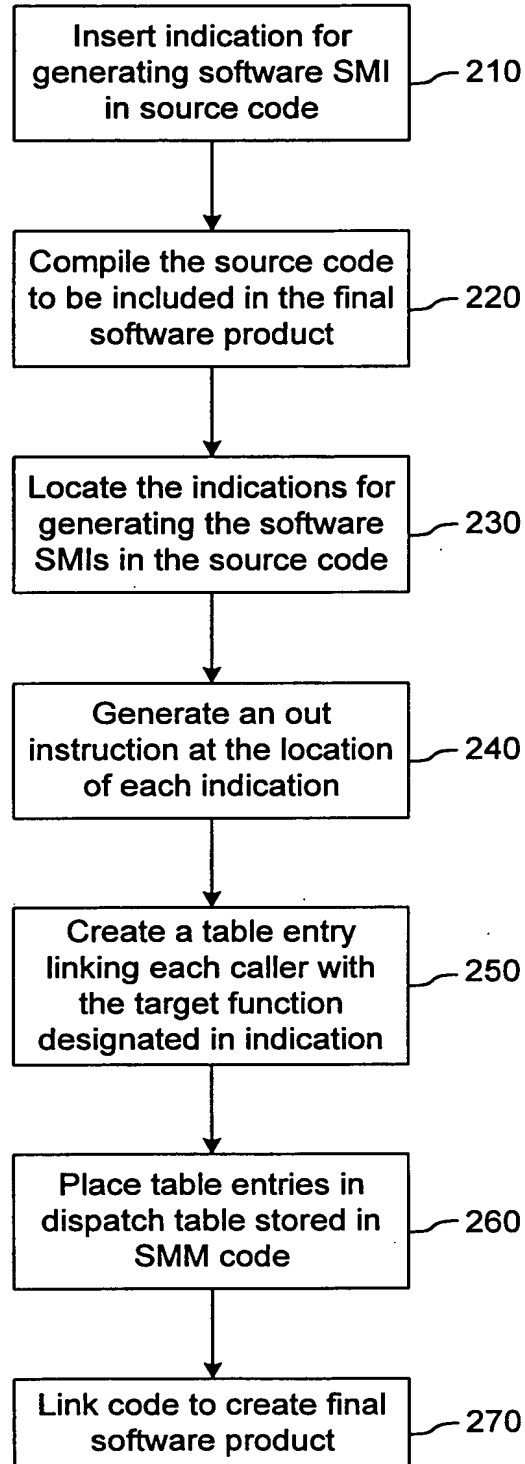 Insert indication for
generating software SMI
in source code
210
Compile the source code
to be included in the final
software product
220
Locate the indications for
generating the software
SMIs in the source code
230
Generate an out
instruction at the location
of each indication
240
Create a table entry
linking each caller with
the target function
designated in indication
250
Place table entries in
dispatch table stored in
SMM code
260
Link code to create final
software product
270